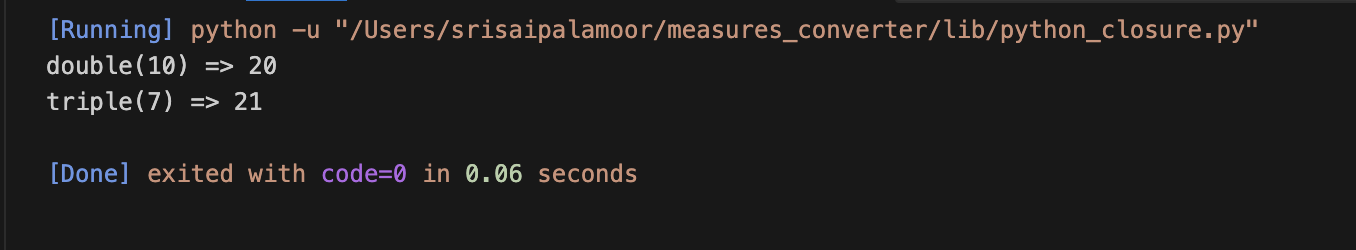 [Running] python -u "/Users/srisaipalamoor/measures_converter/lib/python_closure.py"
double(10) => 20
triple(7) => 21
[Done] exited with code=0 in 0.06 seconds